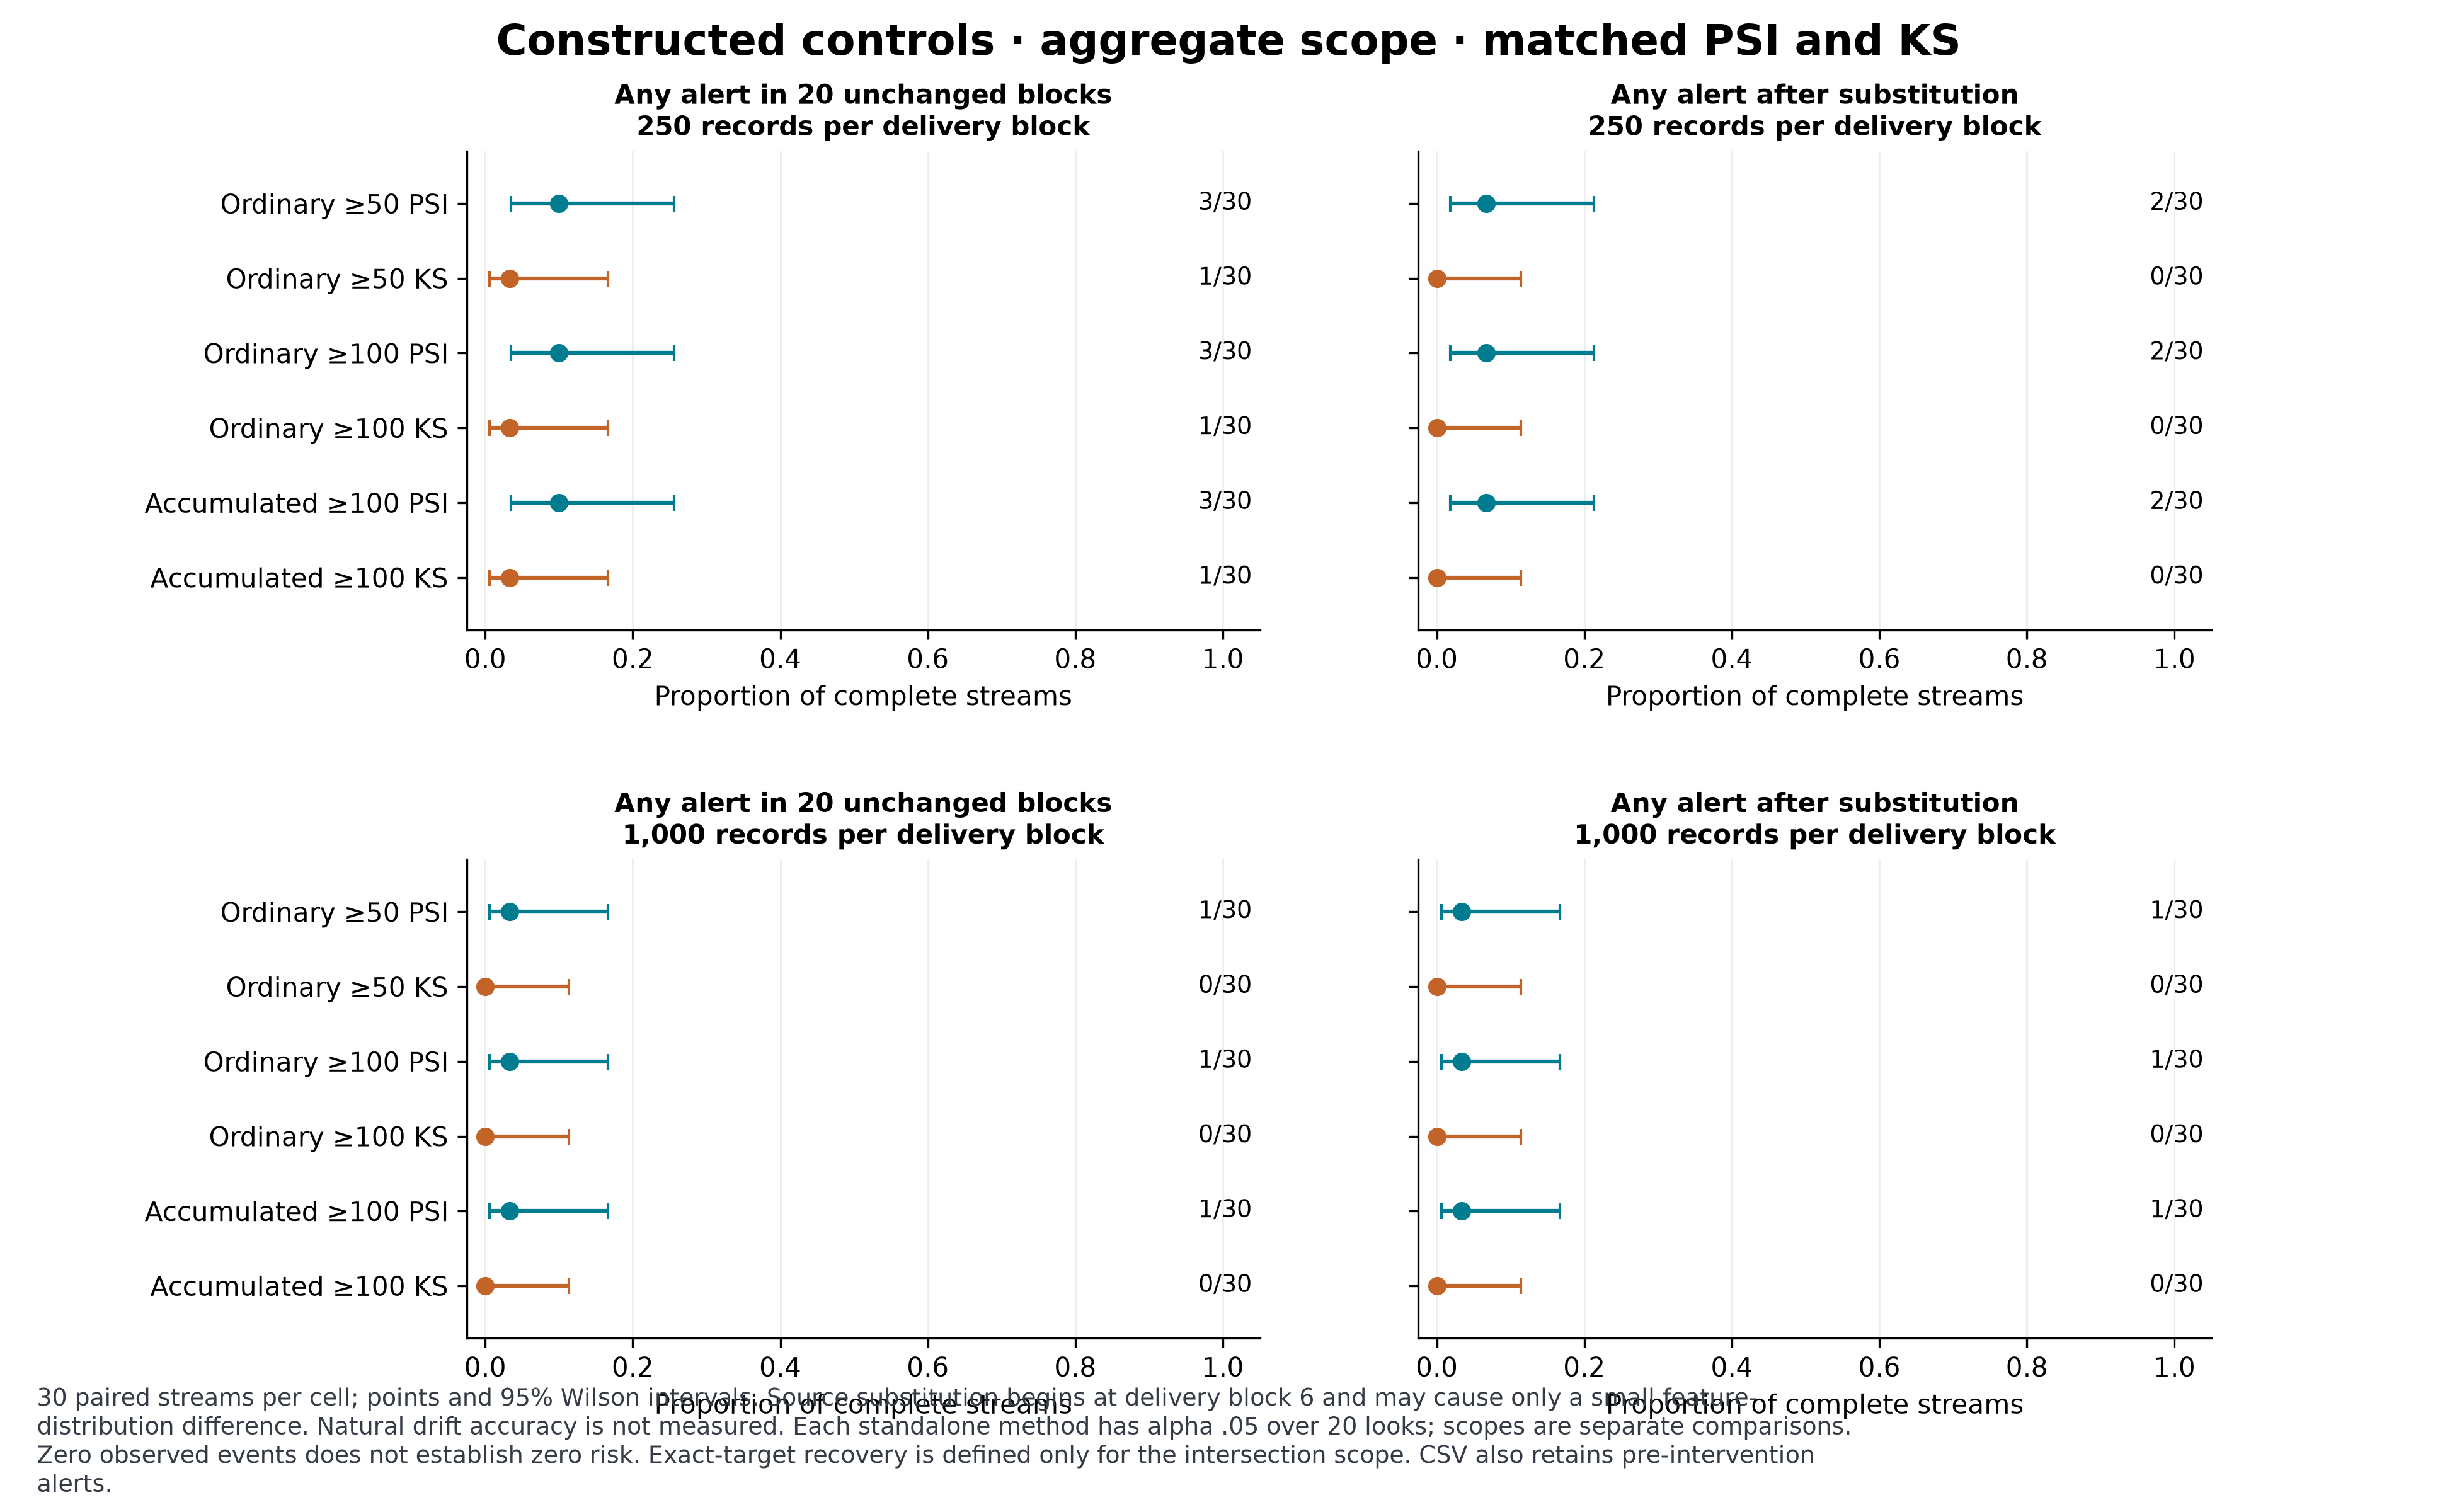 Constructed controls · aggregate scope · matched PSI and KS
Any alert in 20 unchanged blocks
250 records per delivery block
Ordinary ≥50 PSI
3/30
Ordinary ≥50 KS
1/30
Ordinary ≥100 PSI
3/30
Ordinary ≥100 KS
1/30
Accumulated ≥100 PSI
3/30
Accumulated ≥100 KS
1/30
0.0 0.2 0.4 0.6 0.8 1.0
Proportion of complete streams
Any alert after substitution
250 records per delivery block
2/30
0/30
2/30
0/30
2/30
0/30
0.0 0.2 0.4 0.6 0.8 1.0
Proportion of complete streams
Any alert in 20 unchanged blocks
1,000 records per delivery block
Ordinary ≥50 PSI
1/30
Ordinary ≥50 KS
0/30
Ordinary ≥100 PSI
1/30
Ordinary ≥100 KS
0/30
Accumulated ≥100 PSI
1/30
Accumulated ≥100 KS
0/30
0.0 0.2 0.4 0.6 0.8 1.0
Proportion of complete streams
Any alert after substitution
1,000 records per delivery block
1/30
0/30
1/30
0/30
1/30
0/30
0.0 0.2 0.4 0.6 0.8 1.0
Proportion of complete streams
30 paired streams per cell; points and 95% Wilson intervals. Source substitution begins at delivery block 6 and may cause only a small feature-
distribution difference. Natural drift accuracy is not measured. Each standalone method has alpha .05 over 20 looks; scopes are separate comparisons.
Zero observed events does not establish zero risk. Exact-target recovery is defined only for the intersection scope. CSV also retains pre-intervention
alerts.